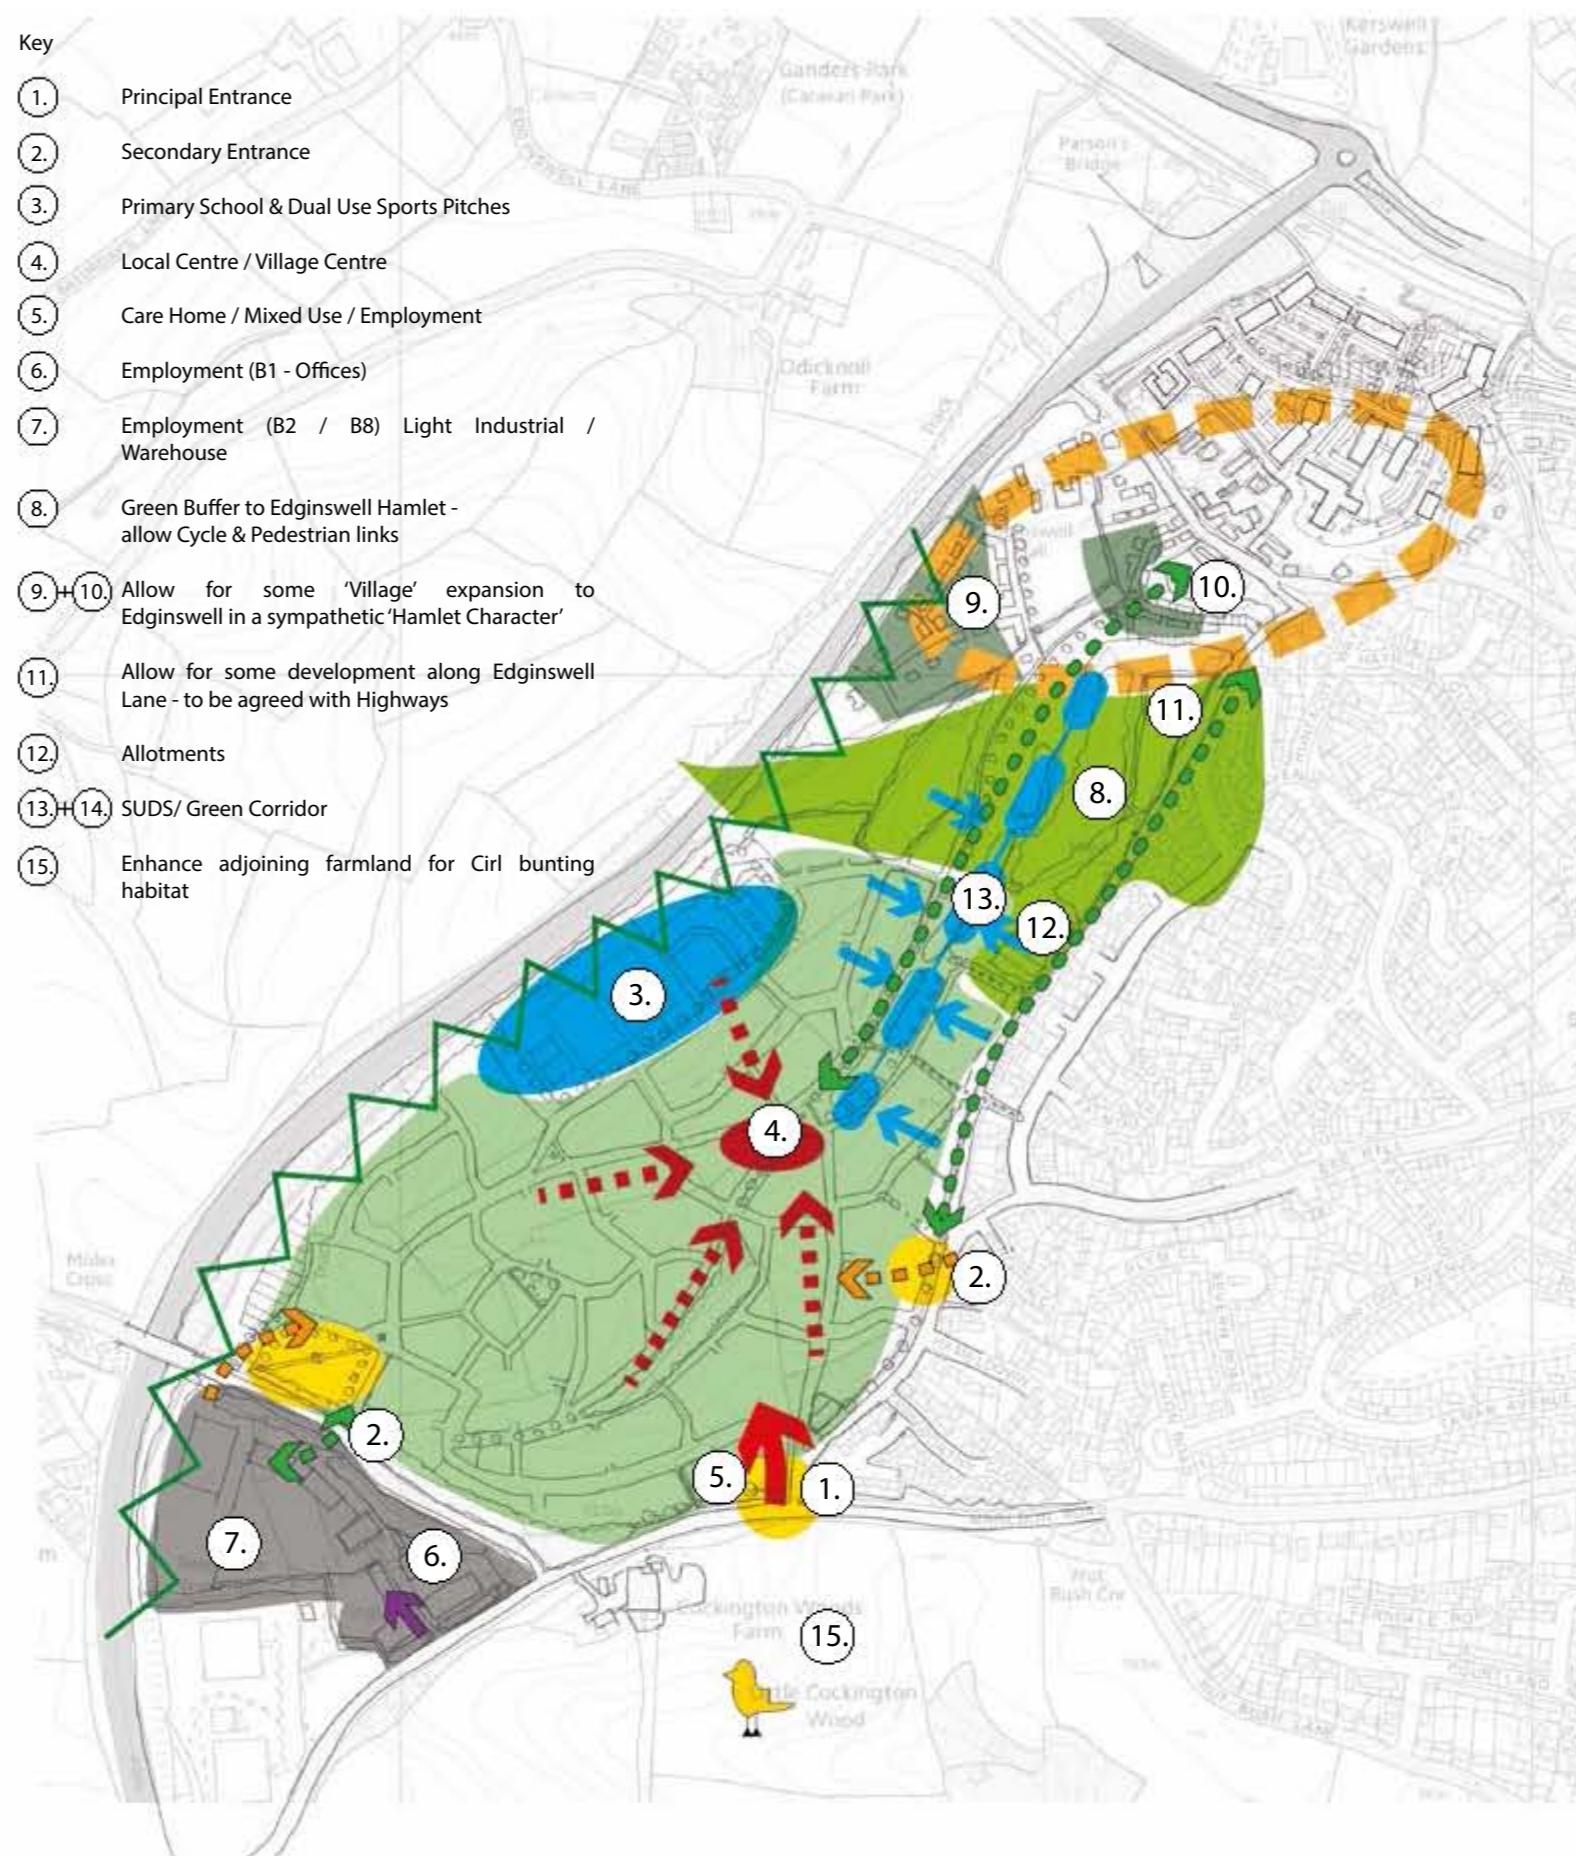 Key
1. Principal Entrance
2. Secondary Entrance
3. Primary School & Dual Use Sports Pitches
4. Local Centre / Village Centre
5. Care Home / Mixed Use / Employment
6. Employment (B1 - Offices)
7. Employment (B2 / B8) Light Industrial /
Warehouse
8. Green Buffer to Edginswell Hamlet -
allow Cycle & Pedestrian links
9.+10. Allow for some ‘Village’ expansion to
Edginswell in a sympathetic ‘Hamlet Character’
11. Allow for some development along Edginswell
Lane - to be agreed with Highways
12. Allotments
13.+14. SUDS/ Green Corridor
15. Enhance adjoining farmland for Cirl bunting
habitat
Kerswell
Gardens
Ganders Park
(Caravan Park)
Parson's
Bridge
Odicknoll
Farm
10.
9.
11.
8.
13.
12.
3.
4.
2.
2.
5.
1.
7.
6.
Cockington Woods
Farm
15.
Little Cockington
Wood